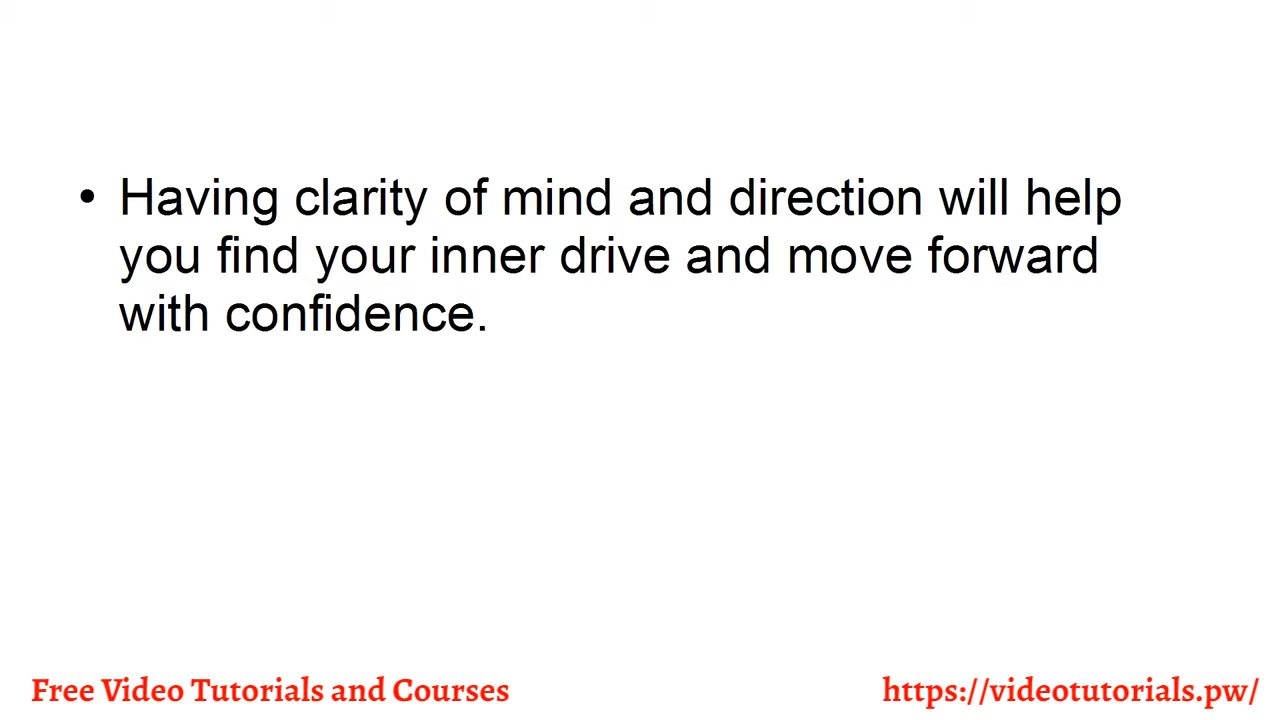 • Having clarity of mind and direction will help
you find your inner drive and move forward
with confidence.
Free Video Tutorials and Courses
https://videotutorials.pw/